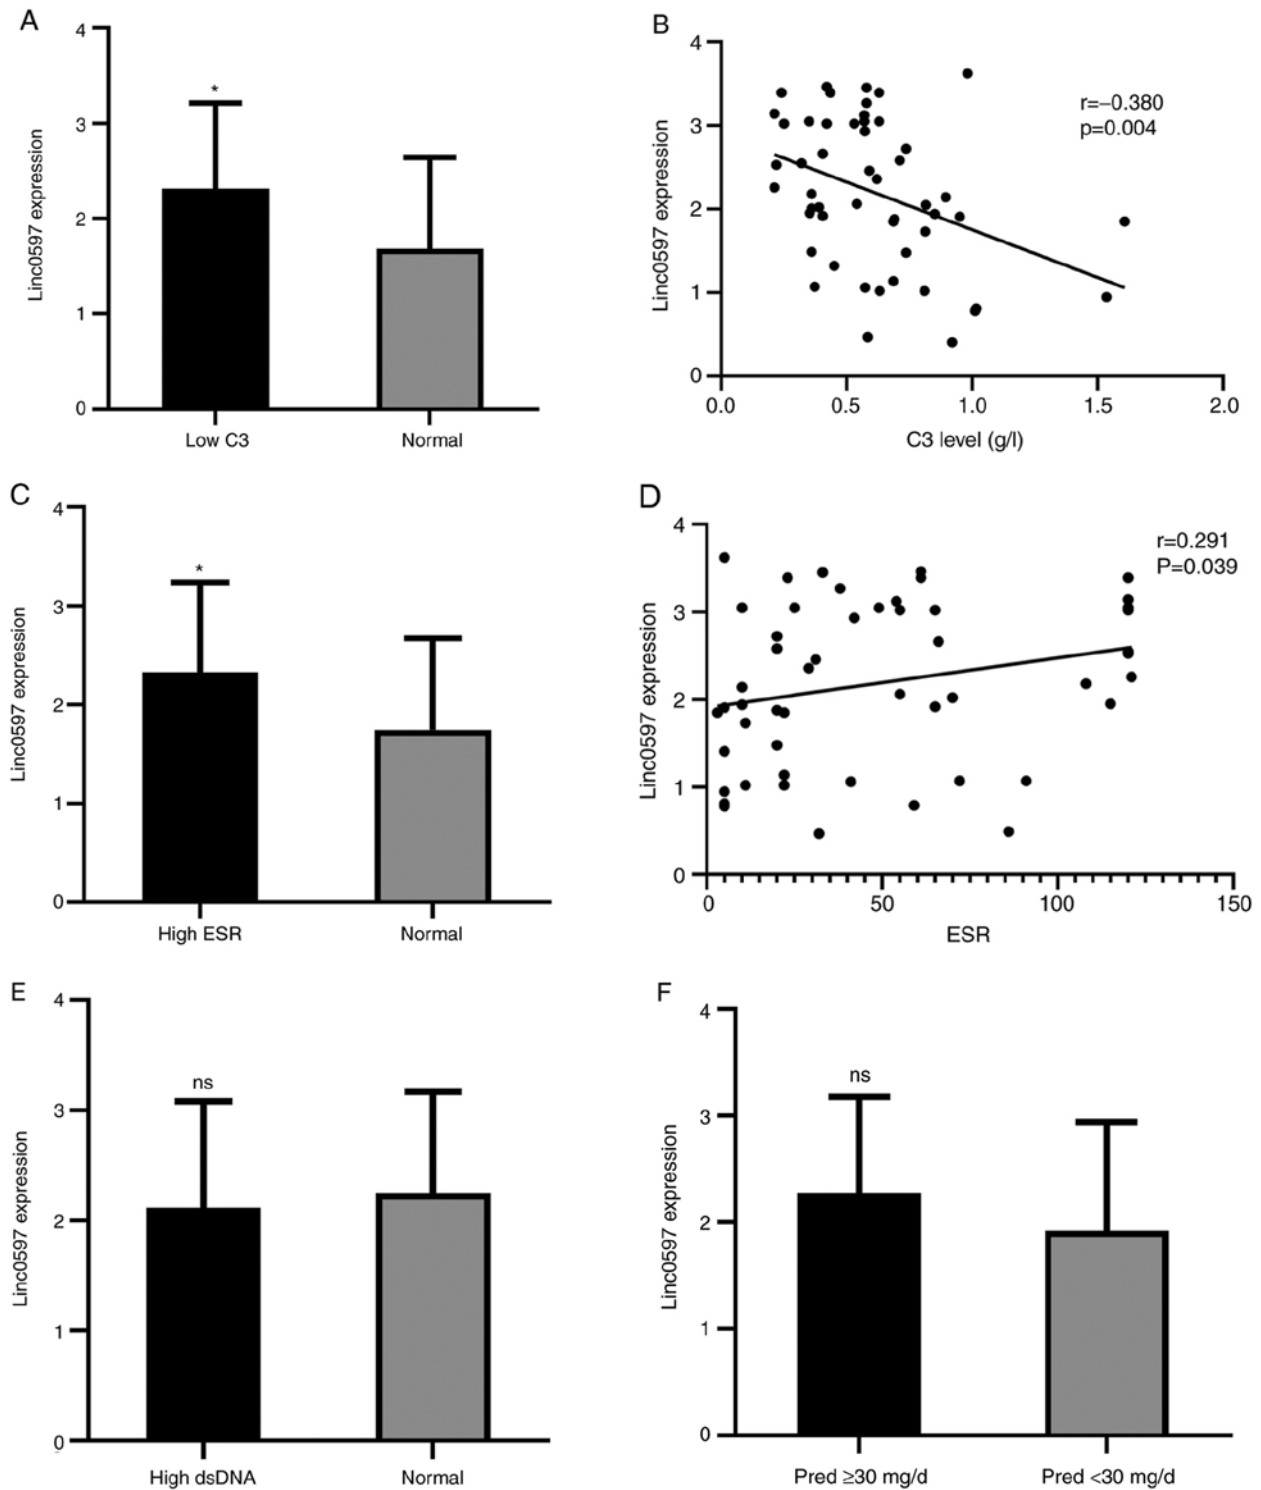 A
4
3
2
1
0
Linc0597 expression
*
Low C3
Normal
B
4
3
2
1
0
Linc0597 expression
r=−0.380
p=0.004
0.0
0.5
1.0
1.5
2.0
C3 level (g/l)
C
4
3
2
1
0
Linc0597 expression
*
High ESR
Normal
D
4
3
2
1
0
Linc0597 expression
r=0.291
P=0.039
0
50
100
150
ESR
E
4
3
2
1
0
Linc0597 expression
ns
High dsDNA
Normal
F
4
3
2
1
0
Linc0597 expression
ns
Pred ≥30 mg/d
Pred <30 mg/d